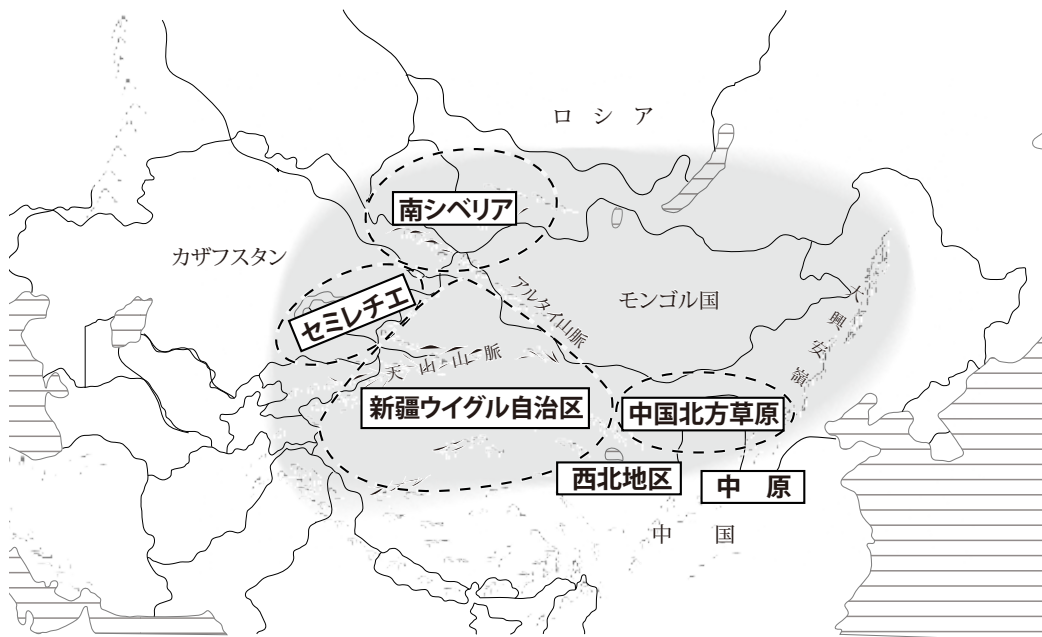 ロシア
南シベリア
カザフスタン
セミレチエ
アルタイ山脈
モンゴル国
大興安嶺
天山山脈
新疆ウイグル自治区
中国北方草原
西北地区
中原
中国